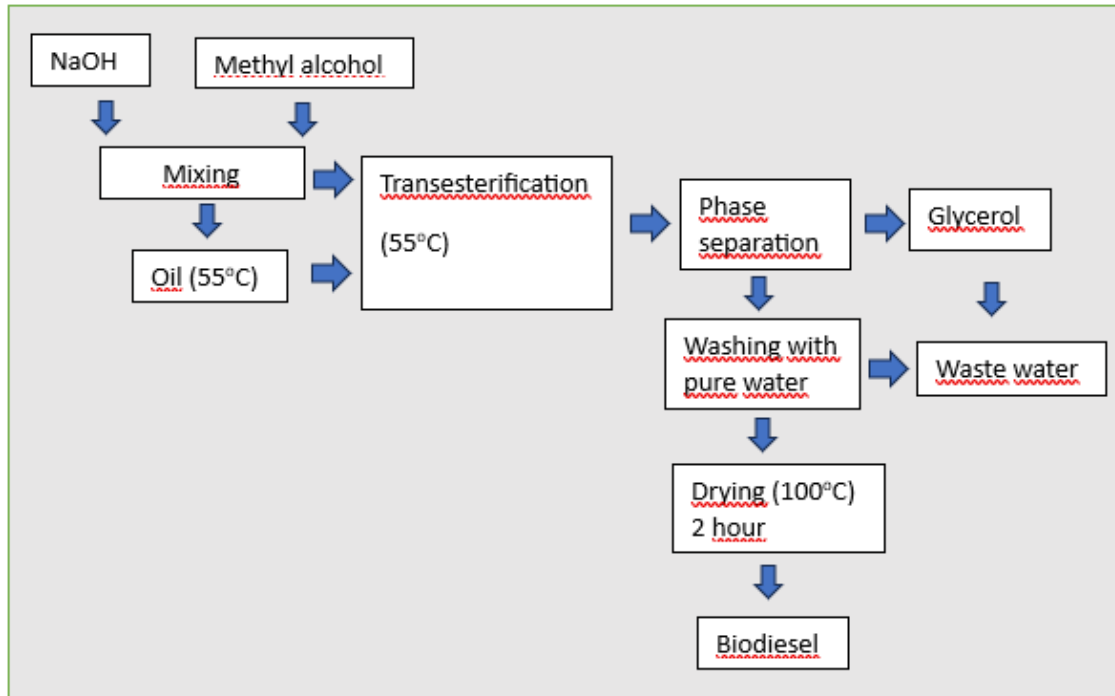 NaOH
Methyl alcohol
Mixing
Transesterification
(55°C)
Oil (55°C)
Phase
separation
Glycerol
Washing with
pure water
Waste water
Drying (100°C)
2 hour
Biodiesel